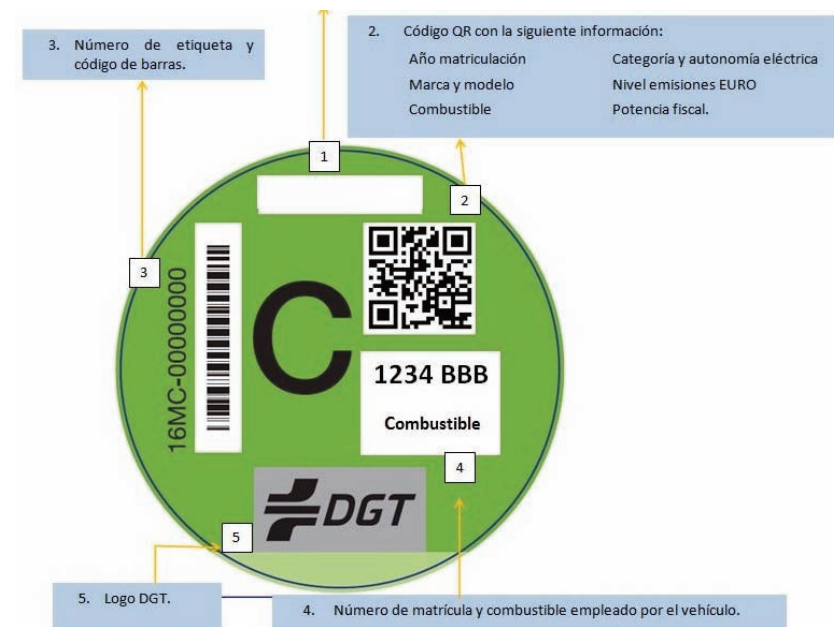 3. Número de etiqueta y
código de barras.
2. Código QR con la siguiente información:
Año matriculación Categoría y autonomía eléctrica
Marca y modelo Nivel emisiones EURO
Combustible Potencia fiscal.
1
2
3
16MC-00000000
C
1234 BBB
Combustible
4
DGT
5
5. Logo DGT.
4. Número de matrícula y combustible empleado por el vehículo.